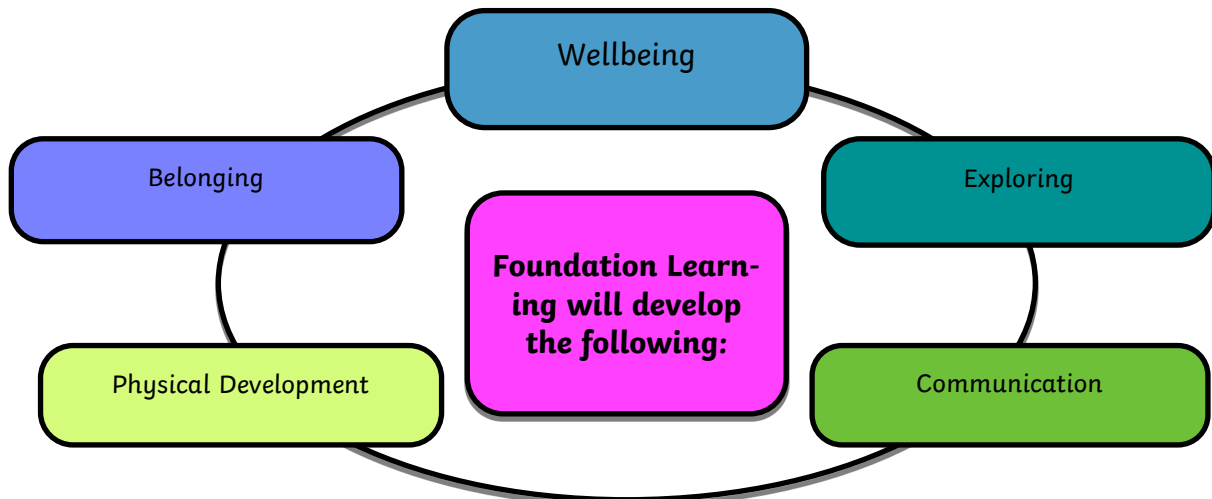 Wellbeing
Belonging
Exploring
Foundation Learn-
ing will develop
the following:
Physical Development
Communication